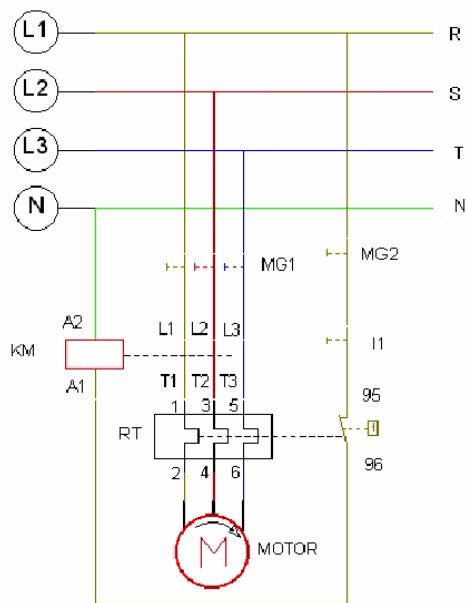 L1 R
L2 S
L3 T
N N
MG1 MG2
A2 L1 L2 L3
KM I1
A1 T1 T2 T3 95
1 3 5
RT 1
2 4 6 96
M MOTOR